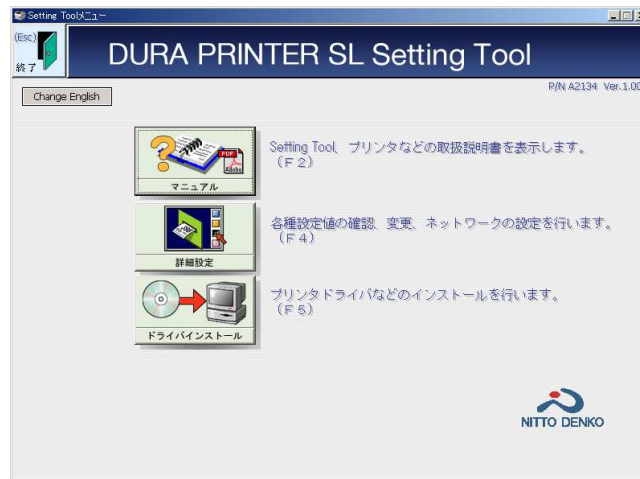 Setting Toolメニュー
(Esc)
終了
DURA PRINTER SL Setting Tool
P/N A2134 Ver.1.00
Change English
PDF
Adobe
マニュアル
Setting Tool、プリンタなどの取扱説明書を表示します。
(F2)
詳細設定
各種設定値の確認、変更、ネットワークの設定を行います。
(F4)
ドライバインストール
プリンタドライバなどのインストールを行います。
(F5)
NITTO DENKO